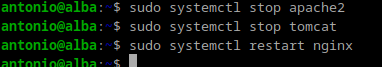 antonio@alba:~$ sudo systemctl stop apache2
antonio@alba:~$ sudo systemctl stop tomcat
antonio@alba:~$ sudo systemctl restart nginx
antonio@alba:~$